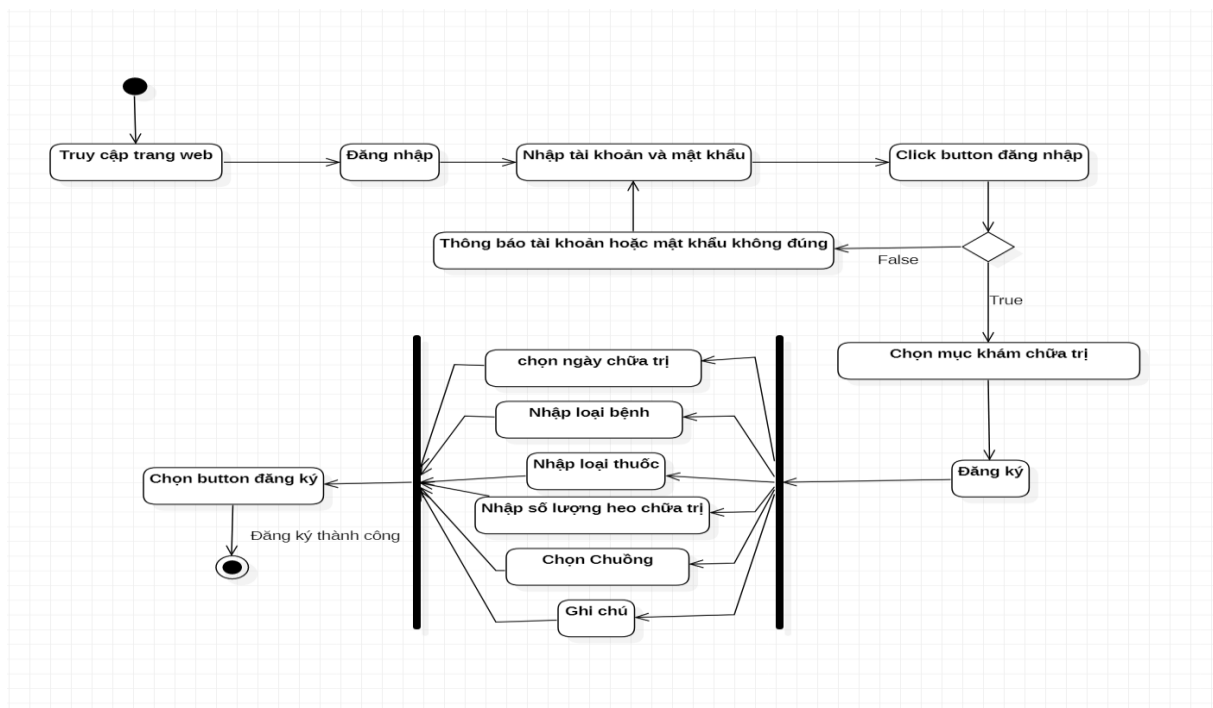 Truy cập trang web
Đăng nhập
Nhập tài khoản và mật khẩu
Click button đăng nhập
Thông báo tài khoản hoặc mật khẩu không đúng
False
True
Chọn mục khám chữa trị
chọn ngày chữa trị
Nhập loại bệnh
Nhập loại thuốc
Đăng ký
Chọn button đăng ký
Nhập số lượng heo chữa trị
Đăng ký thành công
Chọn Chuồng
Ghi chú